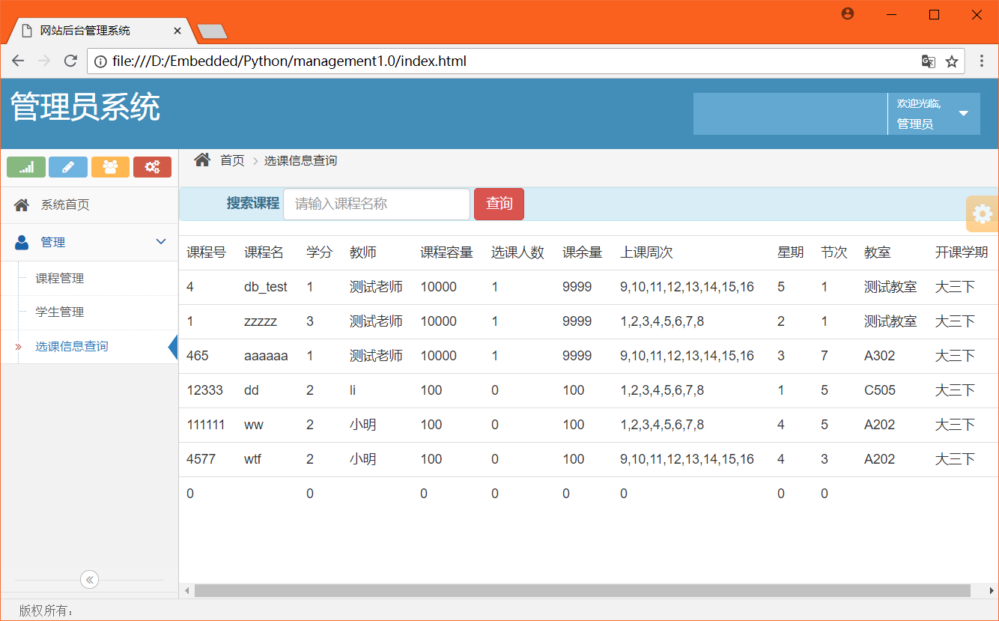 网站后台管理系统
file:///D:/Embedded/Python/management1.0/index.html
管理员系统
欢迎光临,
管理员
首页 选课信息查询
系统首页
管理
课程管理
学生管理
选课信息查询
搜索课程 请输入课程名称 查询
课程号 课程名 学分 教师 课程容量 选课人数 课余量 上课周次 星期 节次 教室 开课学期
4 db_test 1 测试老师 10000 1 9999 9,10,11,12,13,14,15,16 5 1 测试教室 大三下
1 zzzzz 3 测试老师 10000 1 9999 1,2,3,4,5,6,7,8 2 1 测试教室 大三下
465 aaaaaa 1 测试老师 10000 1 9999 9,10,11,12,13,14,15,16 3 7 A302 大三下
12333 dd 2 li 100 0 100 1,2,3,4,5,6,7,8 1 5 C505 大三下
111111 ww 2 小明 100 0 100 1,2,3,4,5,6,7,8 4 5 A202 大三下
4577 wtf 2 小明 100 0 100 9,10,11,12,13,14,15,16 4 3 A202 大三下
0 0 0 0 0 0 0 0
版权所有：